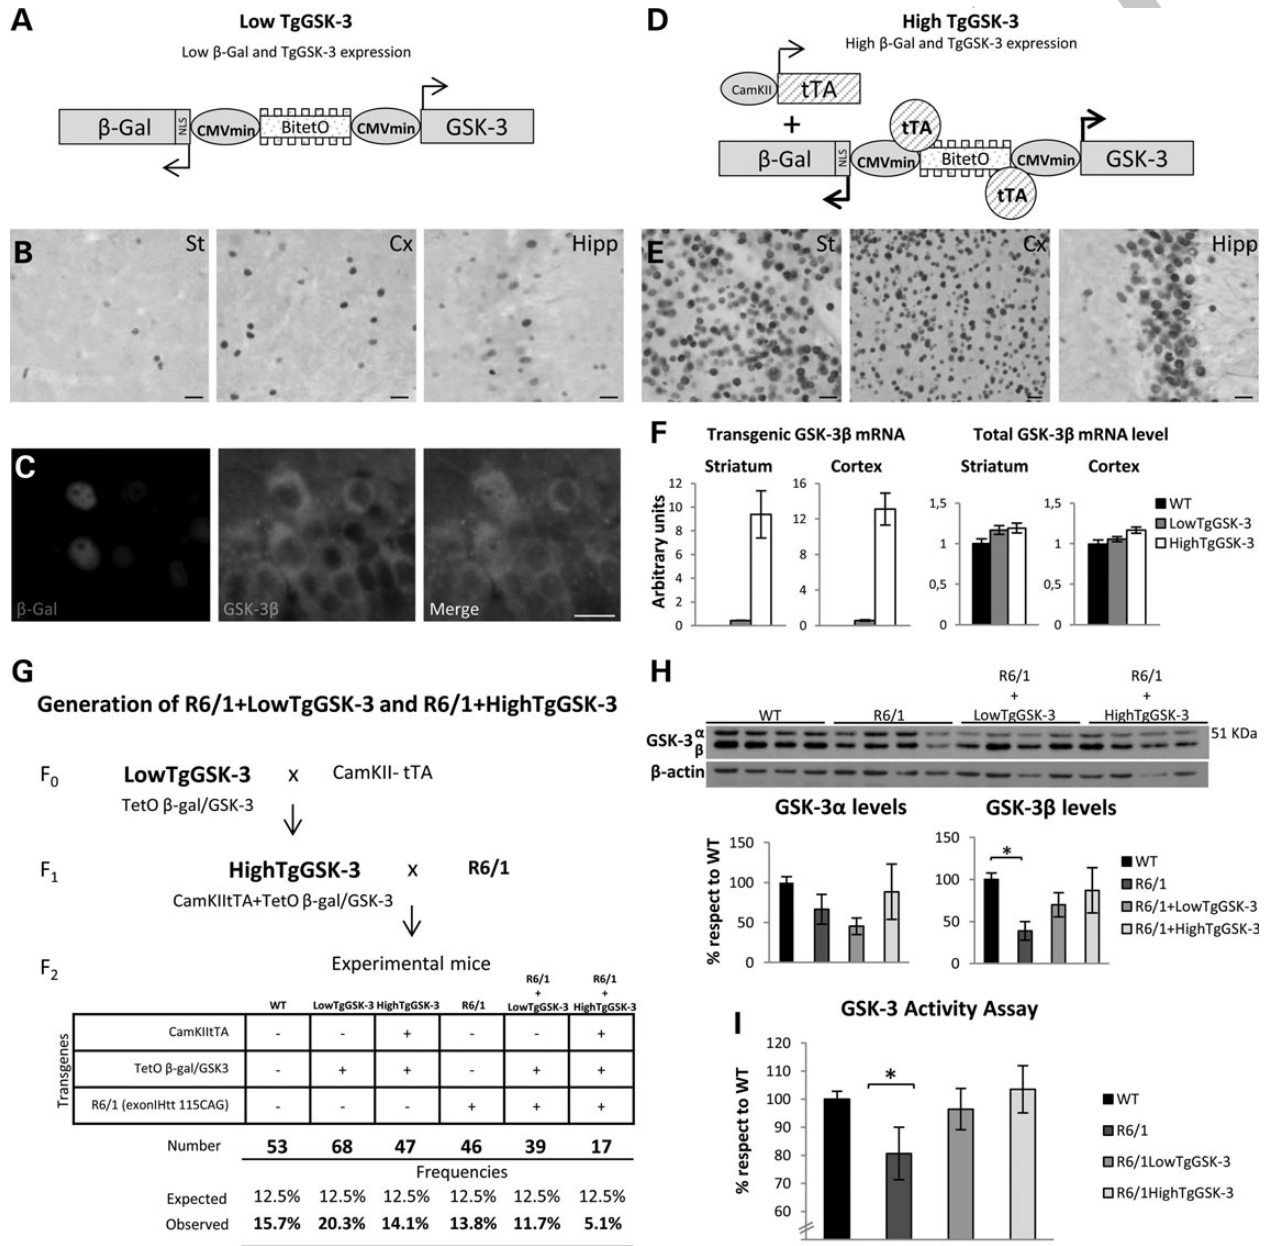 A
Low TgGSK-3
Low β-Gal and TgGSK-3 expression
β-Gal NLS CMVmin BitetO CMVmin GSK-3
D
High TgGSK-3
High β-Gal and TgGSK-3 expression
CamKII tTA
+
tTA
β-Gal NLS CMVmin BitetO CMVmin GSK-3
tTA
B St Cx Hipp
E St Cx Hipp
C
β-Gal GSK-3β Merge
F
Transgenic GSK-3β mRNA Total GSK-3β mRNA level
Striatum Cortex Striatum Cortex
Arbitrary units
12
10
8
6
4
2
0
16
12
8
4
0
1,5
1
0,5
0
1,5
1
0,5
0
WT
LowTgGSK-3
HighTgGSK-3
G
Generation of R6/1+LowTgGSK-3 and R6/1+HighTgGSK-3
F0 LowTgGSK-3 x CamKII- tTA
TetO β-gal/GSK-3
F1 HighTgGSK-3 x R6/1
CamKIItTA+TetO β-gal/GSK-3
F2 Experimental mice
WT LowTgGSK-3 HighTgGSK-3 R6/1 R6/1 + LowTgGSK-3 R6/1 + HighTgGSK-3
Transgenes
CamKIItTA - - + - - +
TetO β-gal/GSK3 - + + - + +
R6/1 (exonIHtt 115CAG) - - - + + +
Number 53 68 47 46 39 17
Frequencies
Expected 12.5% 12.5% 12.5% 12.5% 12.5% 12.5%
Observed 15.7% 20.3% 14.1% 13.8% 11.7% 5.1%
H
WT R6/1 R6/1 + LowTgGSK-3 R6/1 + HighTgGSK-3
GSK-3 α β
51 KDa
β-actin
GSK-3α levels GSK-3β levels
% respect to WT
150
100
50
0
150
100
50
0
*
WT
R6/1
R6/1+LowTgGSK-3
R6/1+HighTgGSK-3
I
GSK-3 Activity Assay
% respect to WT
120
110
100
90
80
70
60
*
WT
R6/1
R6/1LowTgGSK-3
R6/1HighTgGSK-3